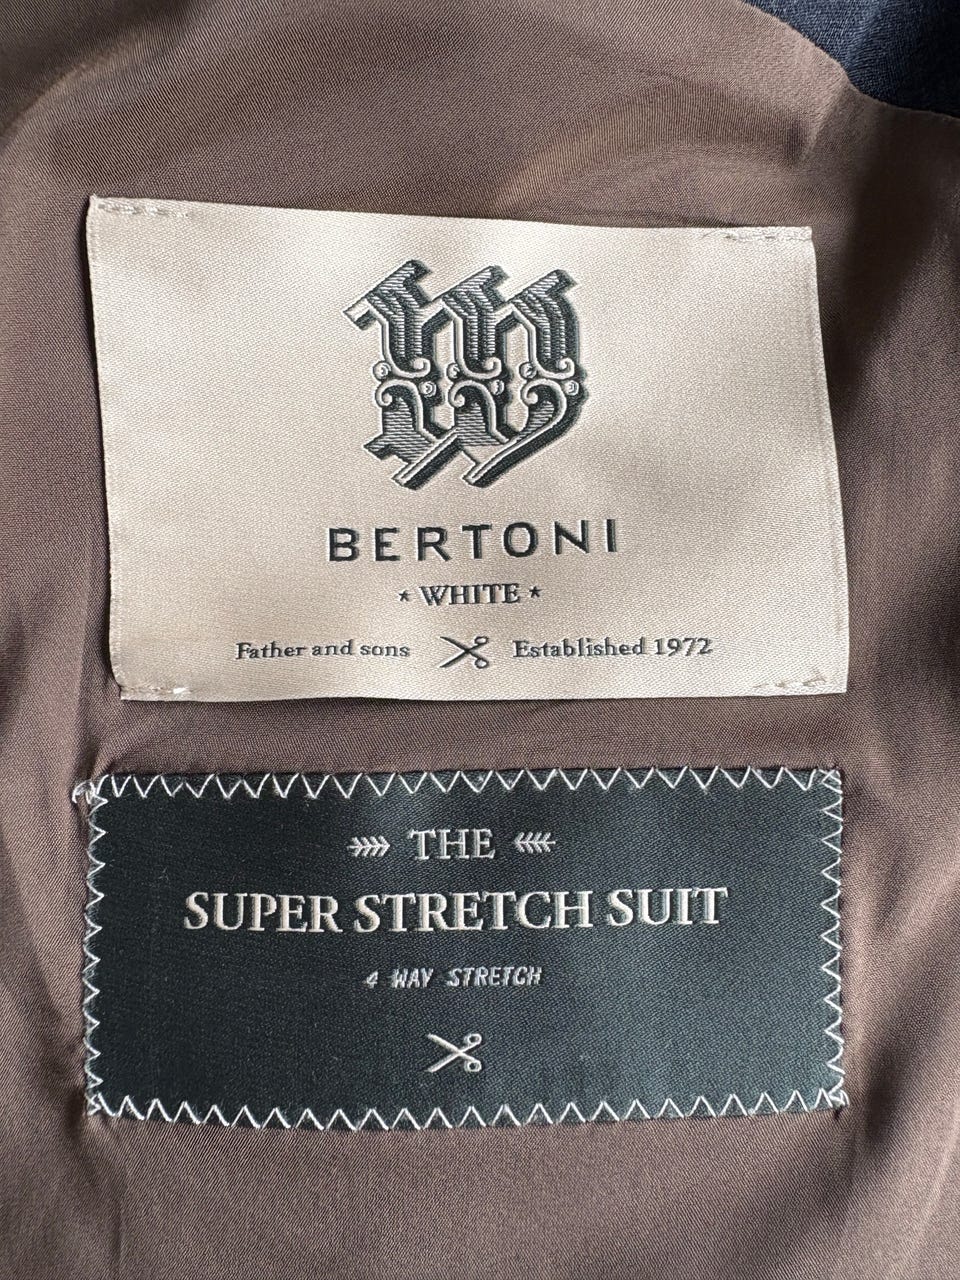 W
BERTONI
* WHITE *
Father and sons Established 1972
THE
SUPER STRETCH SUIT
4 WAY STRETCH